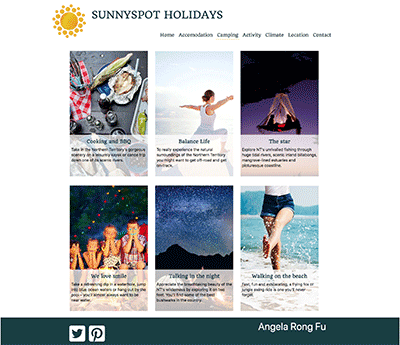 SUNNYSPOT HOLIDAYS
Home Accomodation Camping Activity Climate Location Contact
Cooking and BBQ
Take in the Northern Territory's gorgeous
scenery on a leisurely cruise or canoe trip
down one of its scenic rivers.
Balance Life
To really experience the natural
surroundings of the Northern Territory
you might want to get off-road and get
on track.
The star
Explore NT's unrivalled fishing through
huge tidal rivers, scenic inland billabongs,
mangrove-lined estuaries and
picturesque coastline.
We love smile
Take a refreshing dip in a waterhole, jump
into blue ocean waters or hang out by the
pool – you'll almost always want to be
near water.
Talking in the night
Appreciate the breathtaking beauty of the
NT's wilderness by exploring it on two
feet. You'll find some of the best
bushwalks in the country.
Walking on the beach
Fast, fun and exhilarating, a flying fox or
jungle swing ride is one you'll never
forget.
Angela Rong Fu